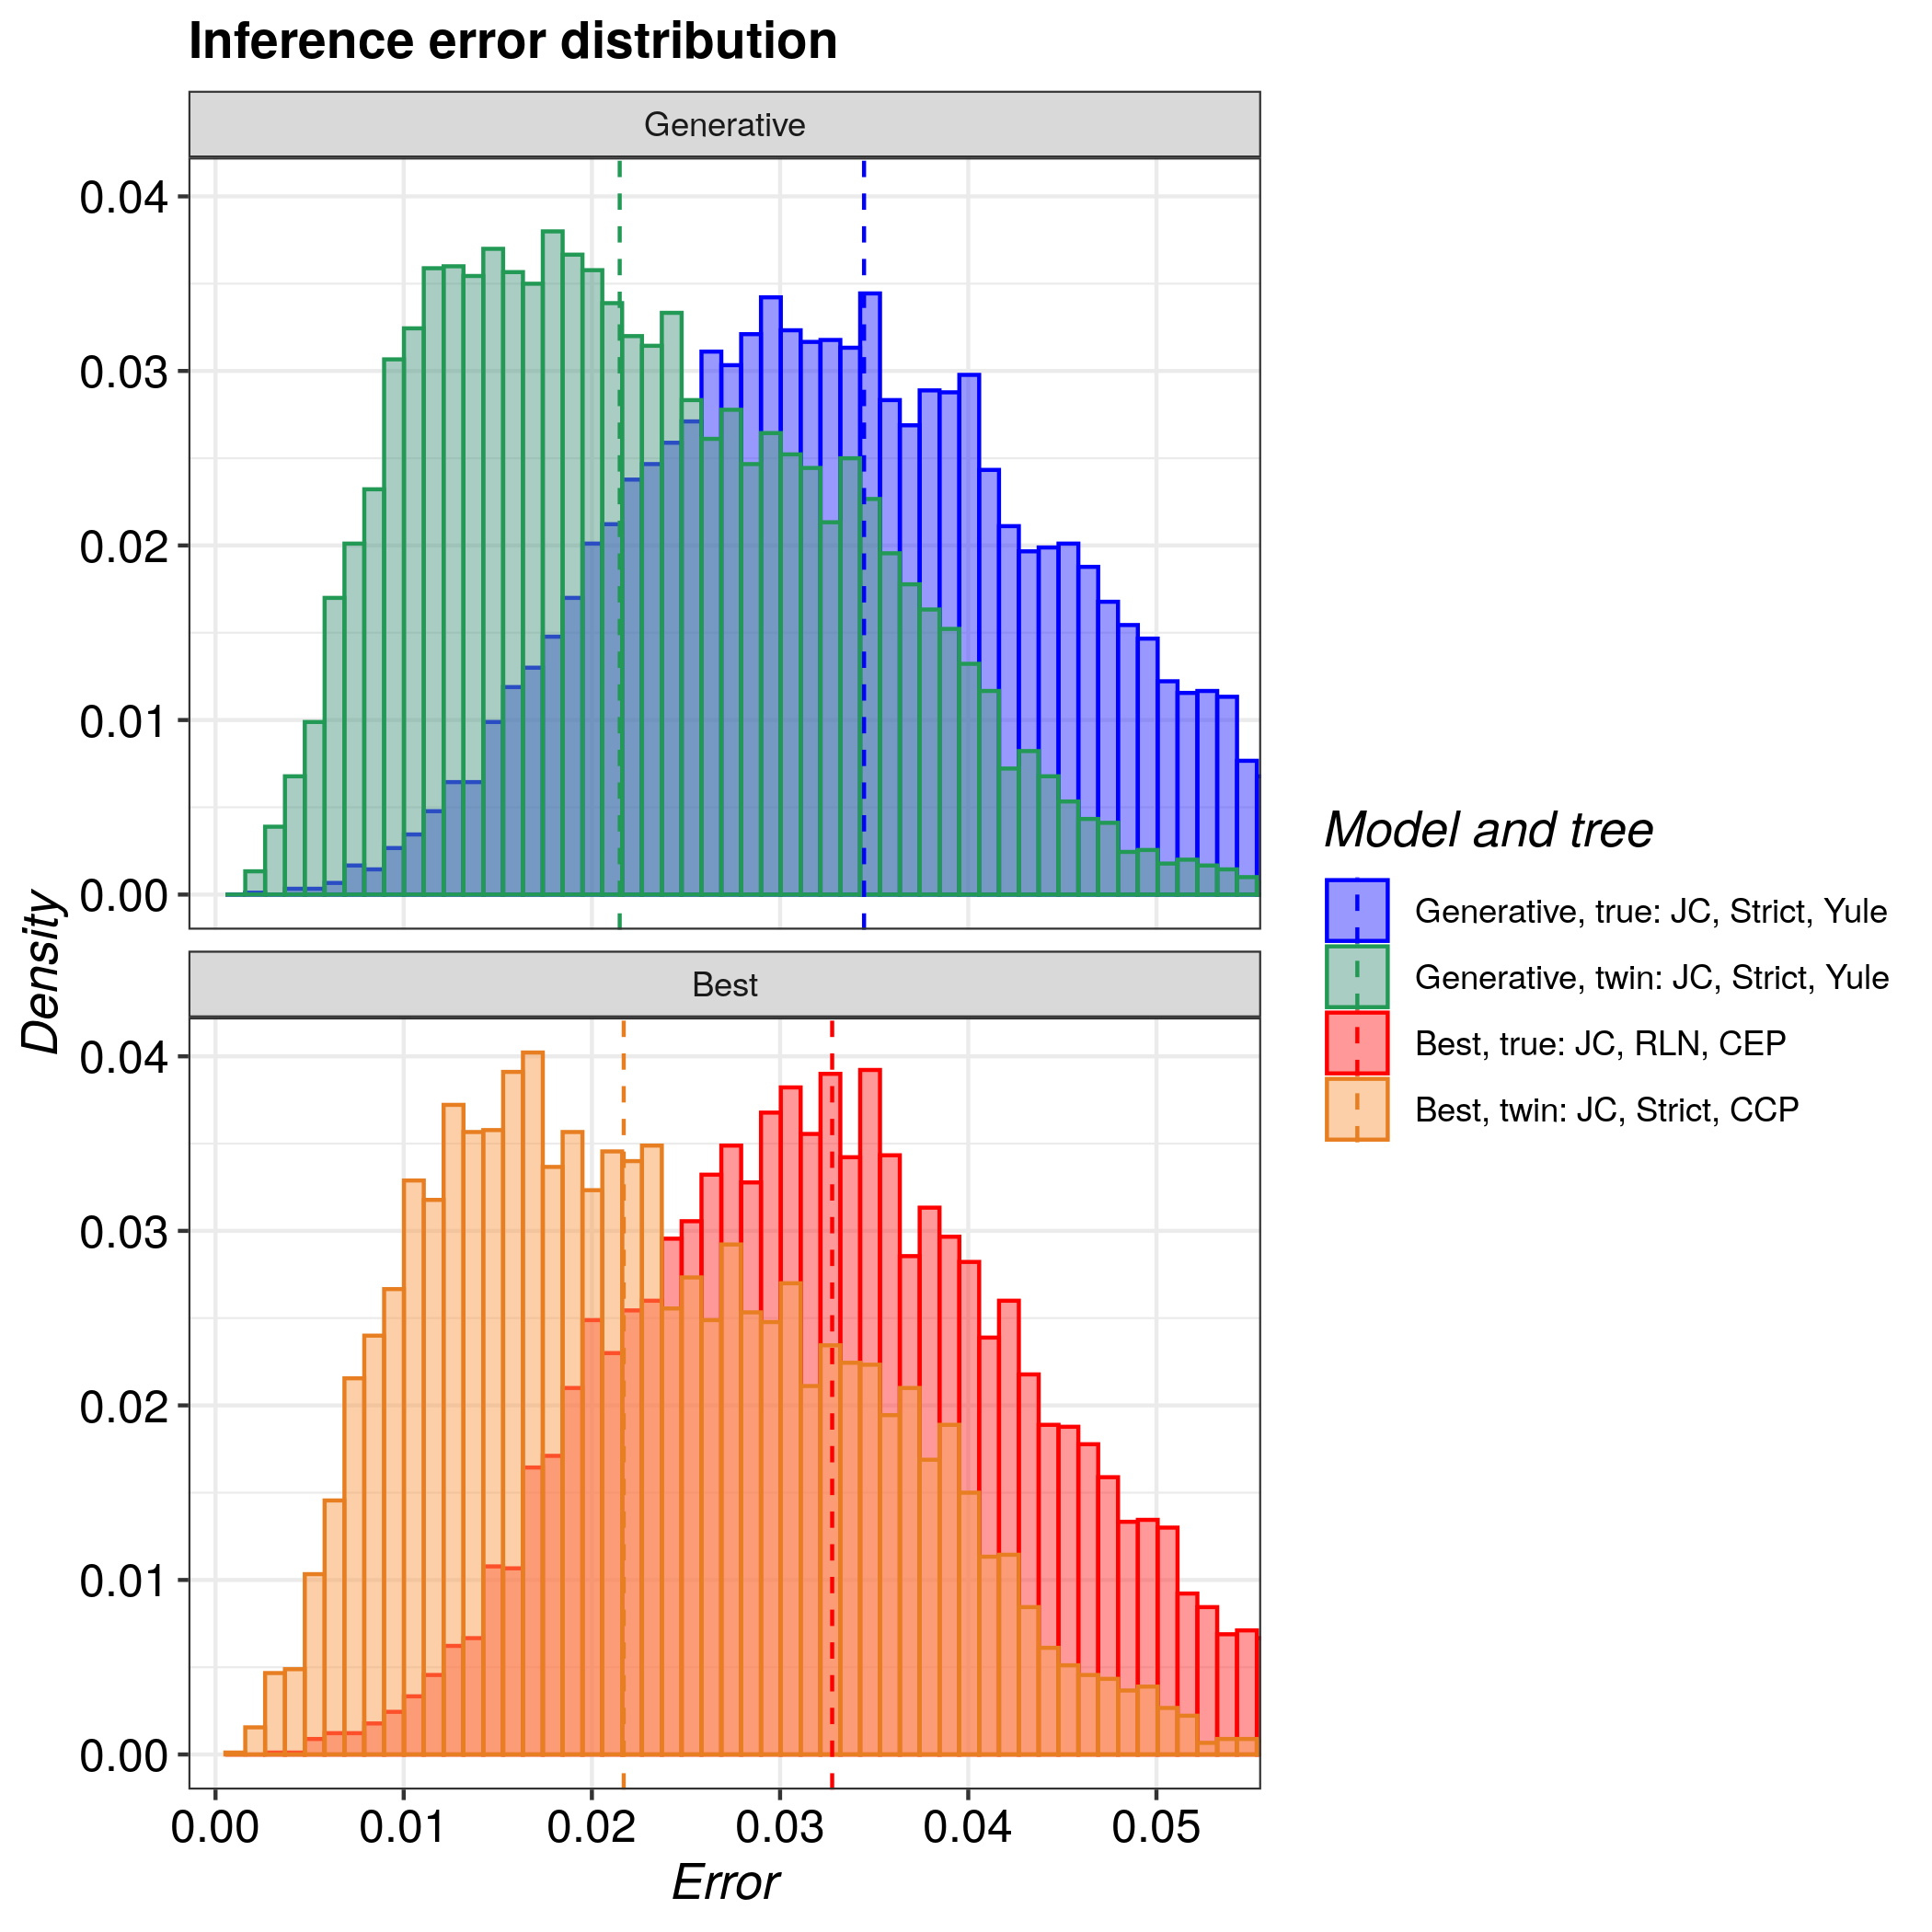 Inference error distribution
Generative
0.04
0.03
0.02
0.01
0.00
Best
0.04
0.03
0.02
0.01
0.00
0.00 0.01 0.02 0.03 0.04 0.05
Error
Density
Model and tree
Generative, true: JC, Strict, Yule
Generative, twin: JC, Strict, Yule
Best, true: JC, RLN, CEP
Best, twin: JC, Strict, CCP